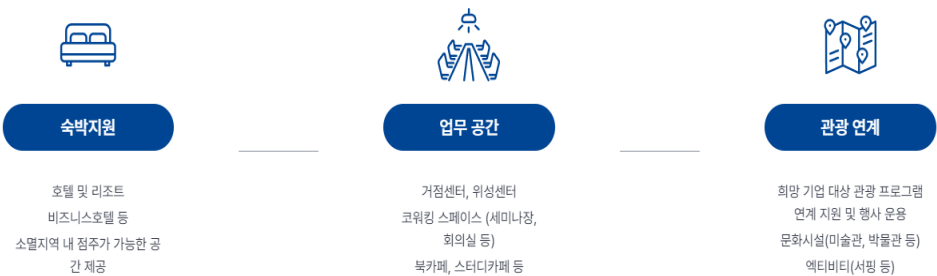 숙박지원
호텔 및 리조트
비즈니스호텔 등
소멸지역 내 점주가 가능한 공
간 제공
업무 공간
거점센터, 위성센터
코워킹 스페이스 (세미나장,
회의실 등)
북카페, 스터디카페 등
관광 연계
희망 기업 대상 관광 프로그램
연계 지원 및 행사 운용
문화시설(미술관, 박물관 등)
엑티비티(서핑 등)